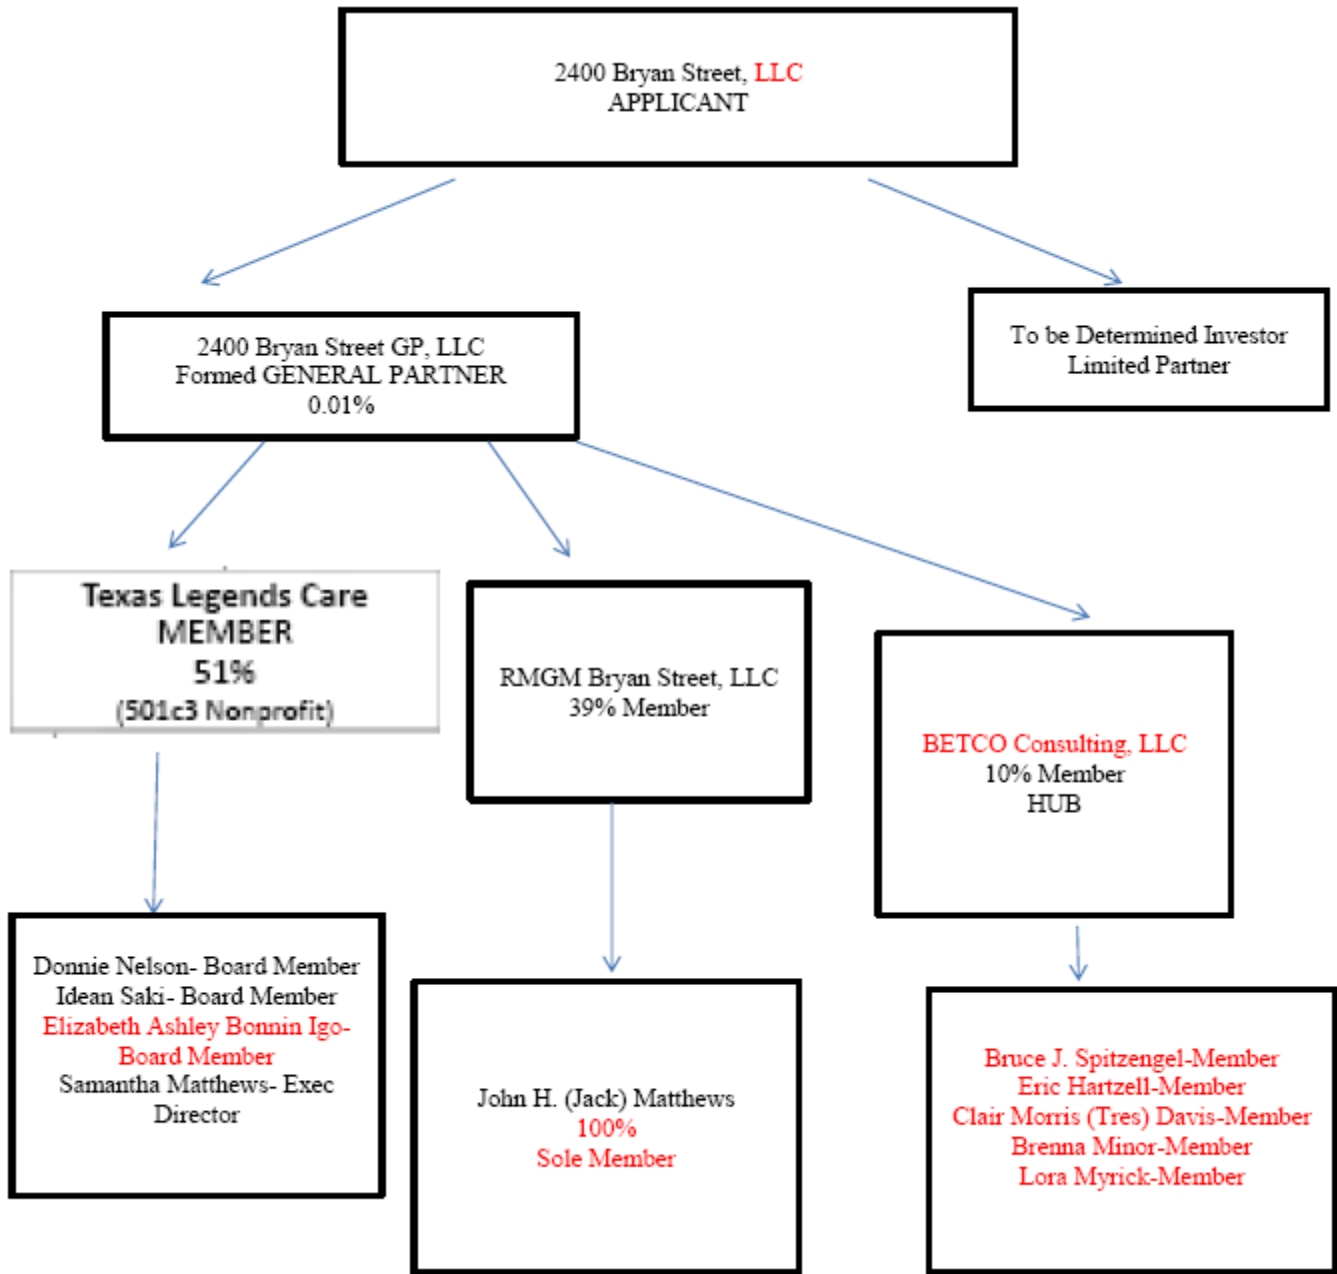 2400 Bryan Street, LLC
APPLICANT
2400 Bryan Street GP, LLC
Formed GENERAL PARTNER
0.01%
To be Determined Investor
Limited Partner
Texas Legends Care
MEMBER
51%
(501c3 Nonprofit)
RMGM Bryan Street, LLC
39% Member
BETCO Consulting, LLC
10% Member
HUB
Donnie Nelson- Board Member
Idean Saki- Board Member
Elizabeth Ashley Bonnin Igo-
Board Member
Samantha Matthews- Exec
Director
John H. (Jack) Matthews
100%
Sole Member
Bruce J. Spitzengel-Member
Eric Hartzell-Member
Clair Morris (Tres) Davis-Member
Brenna Minor-Member
Lora Myrick-Member